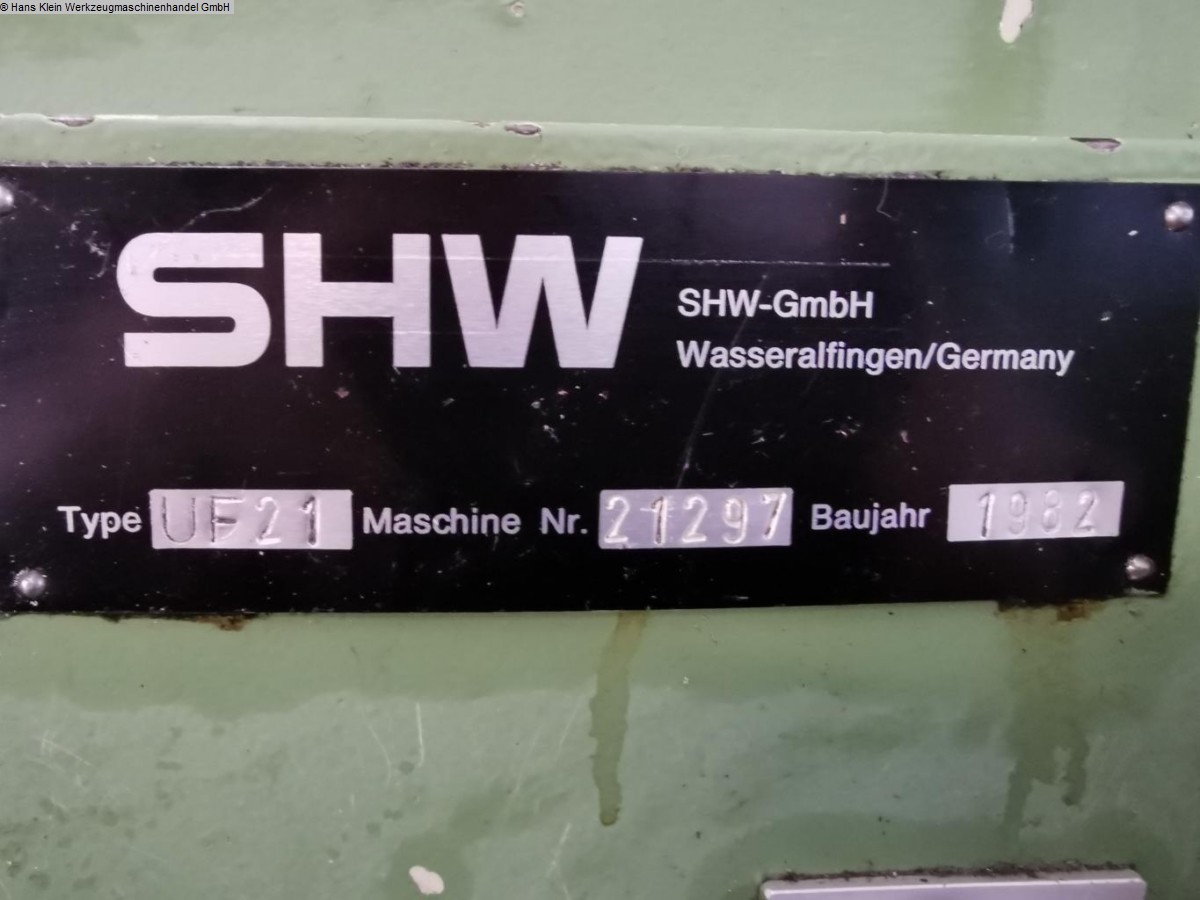 © Hans Klein Werkzeugmaschinenhandel GmbH
SHW
SHW-GmbH
Wasseralfingen/Germany
Type UF21 Maschine Nr. 21297 Baujahr 1982